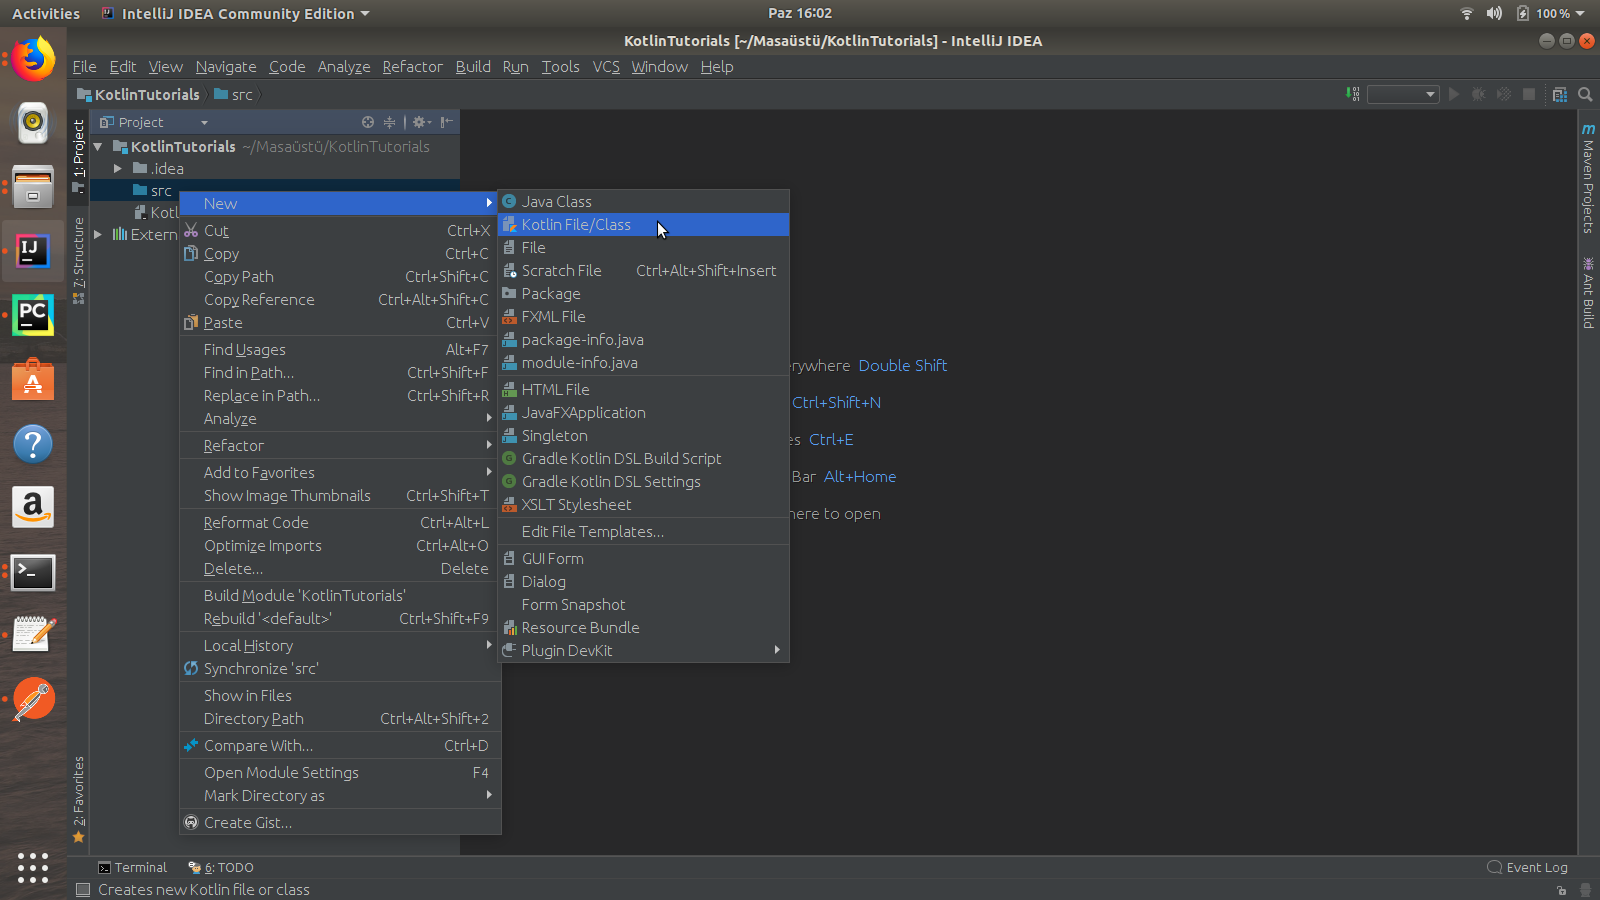 Activities IntelliJ IDEA Community Edition Paz 16:02 100 %
KotlinTutorials [~/Masaüstü/KotlinTutorials] - IntelliJ IDEA
File Edit View Navigate Code Analyze Refactor Build Run Tools VCS Window Help
KotlinTutorials src
1: Project
7: Structure
2: Favorites
Project
KotlinTutorials ~/Masaüstü/KotlinTutorials
.idea
src
Kotl
Extern
New
Cut Ctrl+X
Copy Ctrl+C
Copy Path Ctrl+Shift+C
Copy Reference Ctrl+Alt+Shift+C
Paste Ctrl+V
Find Usages Alt+F7
Find in Path... Ctrl+Shift+F
Replace in Path... Ctrl+Shift+R
Analyze
Refactor
Add to Favorites
Show Image Thumbnails Ctrl+Shift+T
Reformat Code Ctrl+Alt+L
Optimize Imports Ctrl+Alt+O
Delete... Delete
Build Module 'KotlinTutorials'
Rebuild '<default>' Ctrl+Shift+F9
Local History
Synchronize 'src'
Show in Files
Directory Path Ctrl+Alt+Shift+2
Compare With... Ctrl+D
Open Module Settings F4
Mark Directory as
Create Gist...
Java Class
Kotlin File/Class
File
Scratch File Ctrl+Alt+Shift+Insert
Package
FXML File
package-info.java
module-info.java
HTML File
JavaFXApplication
Singleton
Gradle Kotlin DSL Build Script
Gradle Kotlin DSL Settings
XSLT Stylesheet
Edit File Templates...
GUI Form
Dialog
Form Snapshot
Resource Bundle
Plugin DevKit
rywhere Double Shift
Ctrl+Shift+N
es Ctrl+E
Bar Alt+Home
here to open
Maven Projects
Ant Build
Terminal 6: TODO Event Log
Creates new Kotlin file or class